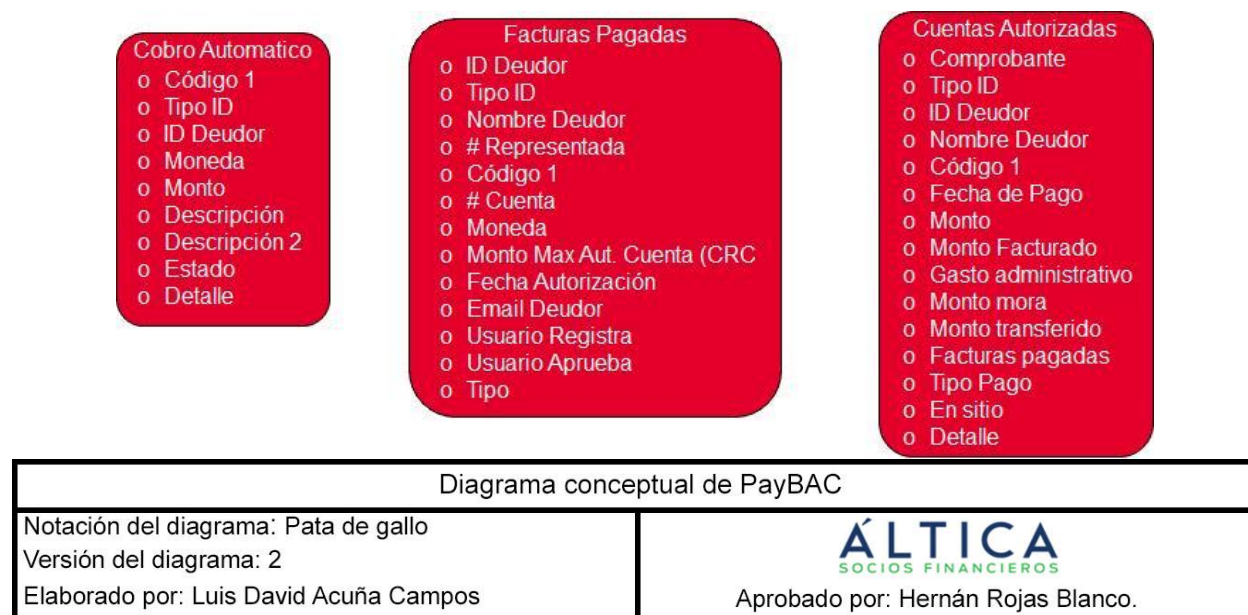 Cobro Automatico
o Código 1
o Tipo ID
o ID Deudor
o Moneda
o Monto
o Descripción
o Descripción 2
o Estado
o Detalle
Facturas Pagadas
o ID Deudor
o Tipo ID
o Nombre Deudor
o # Representada
o Código 1
o # Cuenta
o Moneda
o Monto Max Aut. Cuenta (CRC
o Fecha Autorización
o Email Deudor
o Usuario Registra
o Usuario Aprueba
o Tipo
Cuentas Autorizadas
o Comprobante
o Tipo ID
o ID Deudor
o Nombre Deudor
o Código 1
o Fecha de Pago
o Monto
o Monto Facturado
o Gasto administrativo
o Monto mora
o Monto transferido
o Facturas pagadas
o Tipo Pago
o En sitio
o Detalle
Diagrama conceptual de PayBAC
Notación del diagrama: Pata de gallo
Versión del diagrama: 2
Elaborado por: Luis David Acuña Campos
ÁLTICA
SOCIOS FINANCIEROS
Aprobado por: Hernán Rojas Blanco.